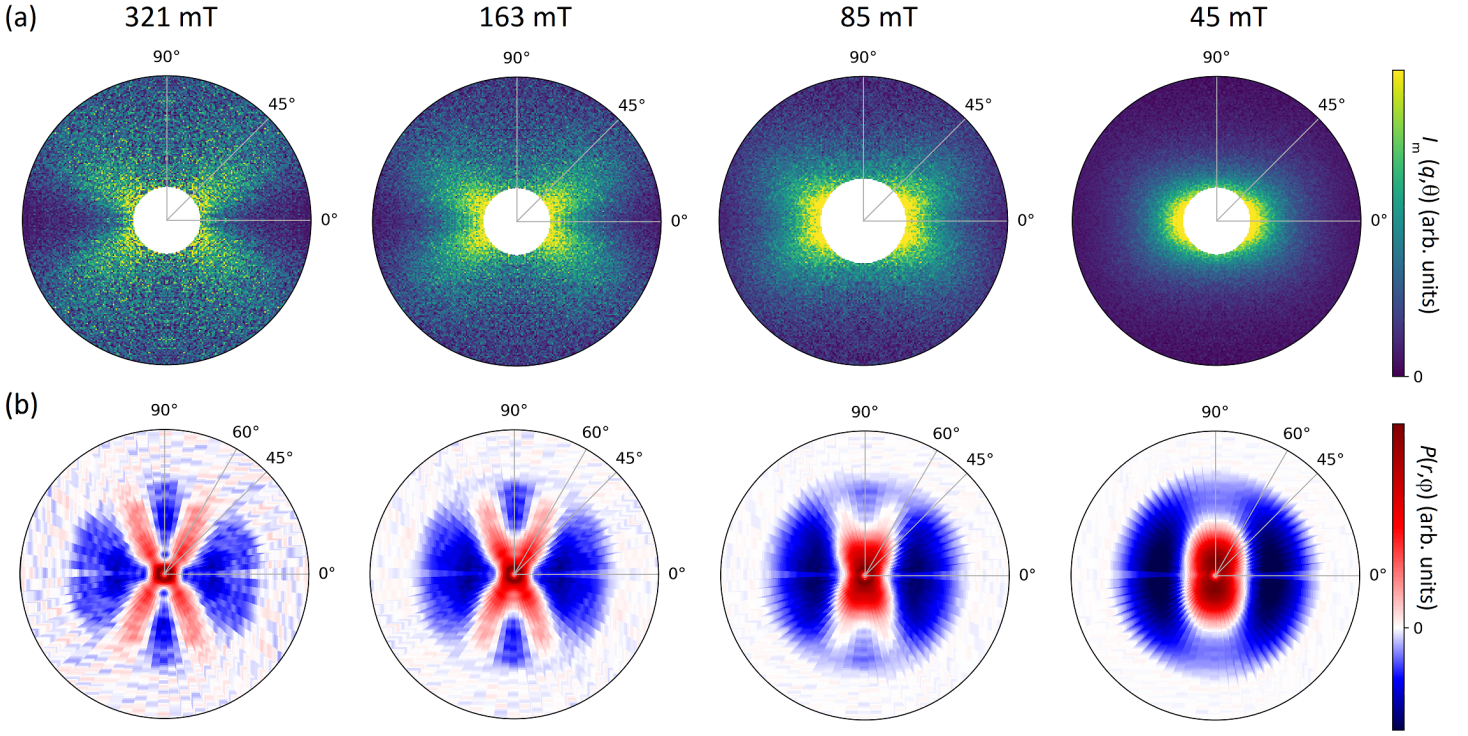 (a)
321 mT 163 mT 85 mT 45 mT
90° 90° 90° 90°
45° 45° 45° 45°
0° 0° 0° 0°
I_m (q,θ) (arb. units)
0
(b)
90° 90° 90° 90°
60° 60° 60° 60°
45° 45° 45° 45°
0° 0° 0° 0°
P(r,φ) (arb. units)
0